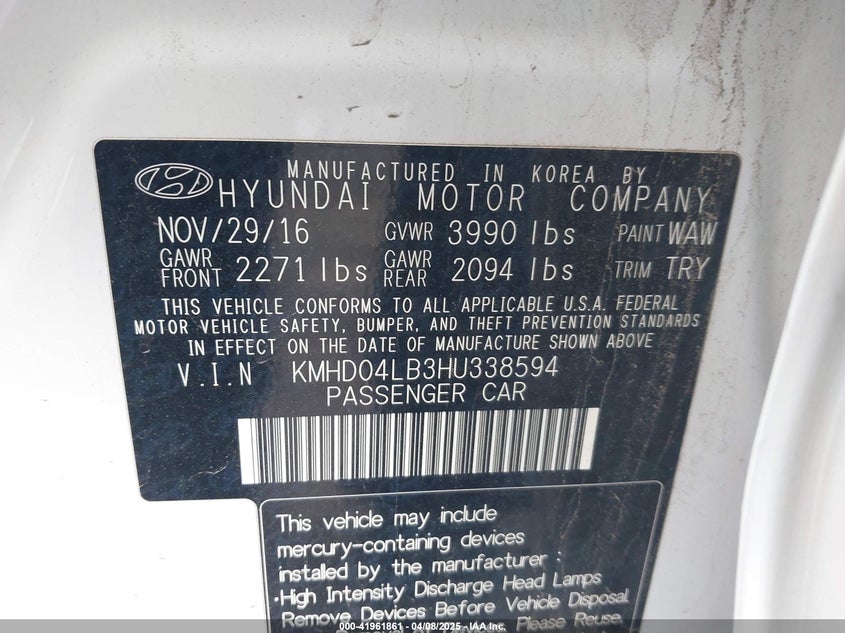 MANUFACTURED IN KOREA BY
HYUNDAI MOTOR COMPANY
NOV/29/16 GVWR 3990 lbs PAINT WAW
GAWR FRONT 2271 lbs GAWR REAR 2094 lbs TRIM TRY
THIS VEHICLE CONFORMS TO ALL APPLICABLE U.S.A. FEDERAL
MOTOR VEHICLE SAFETY, BUMPER, AND THEFT PREVENTION STANDARDS
IN EFFECT ON THE DATE OF MANUFACTURE SHOWN ABOVE
V.I.N KMHD04LB3HU338594
PASSENGER CAR
This vehicle may include
mercury-containing devices
installed by the manufacturer :
·High Intensity Discharge Head Lamps
Remove Devices Before Vehicle Disposal.
Please Reuse.
000-41961861 04/08/2025 - IAA, Inc.